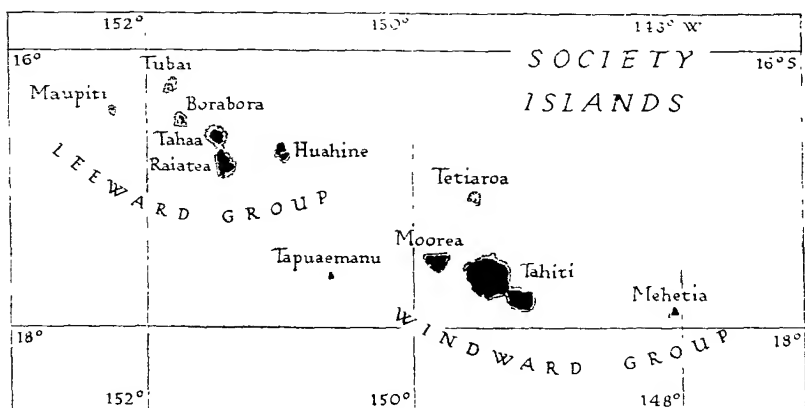 152° 150° 148° W
16° SOCIETY 16° S
ISLANDS
Tubai
Maupiti
Borabora
Tahaa
Raiatea
Huahine
LEEWARD GROUP
Tetiaroa
Tapuaemanu
Moorea
Tahiti
Mehetia
WINDWARD GROUP
18° 18°
152° 150° 148°